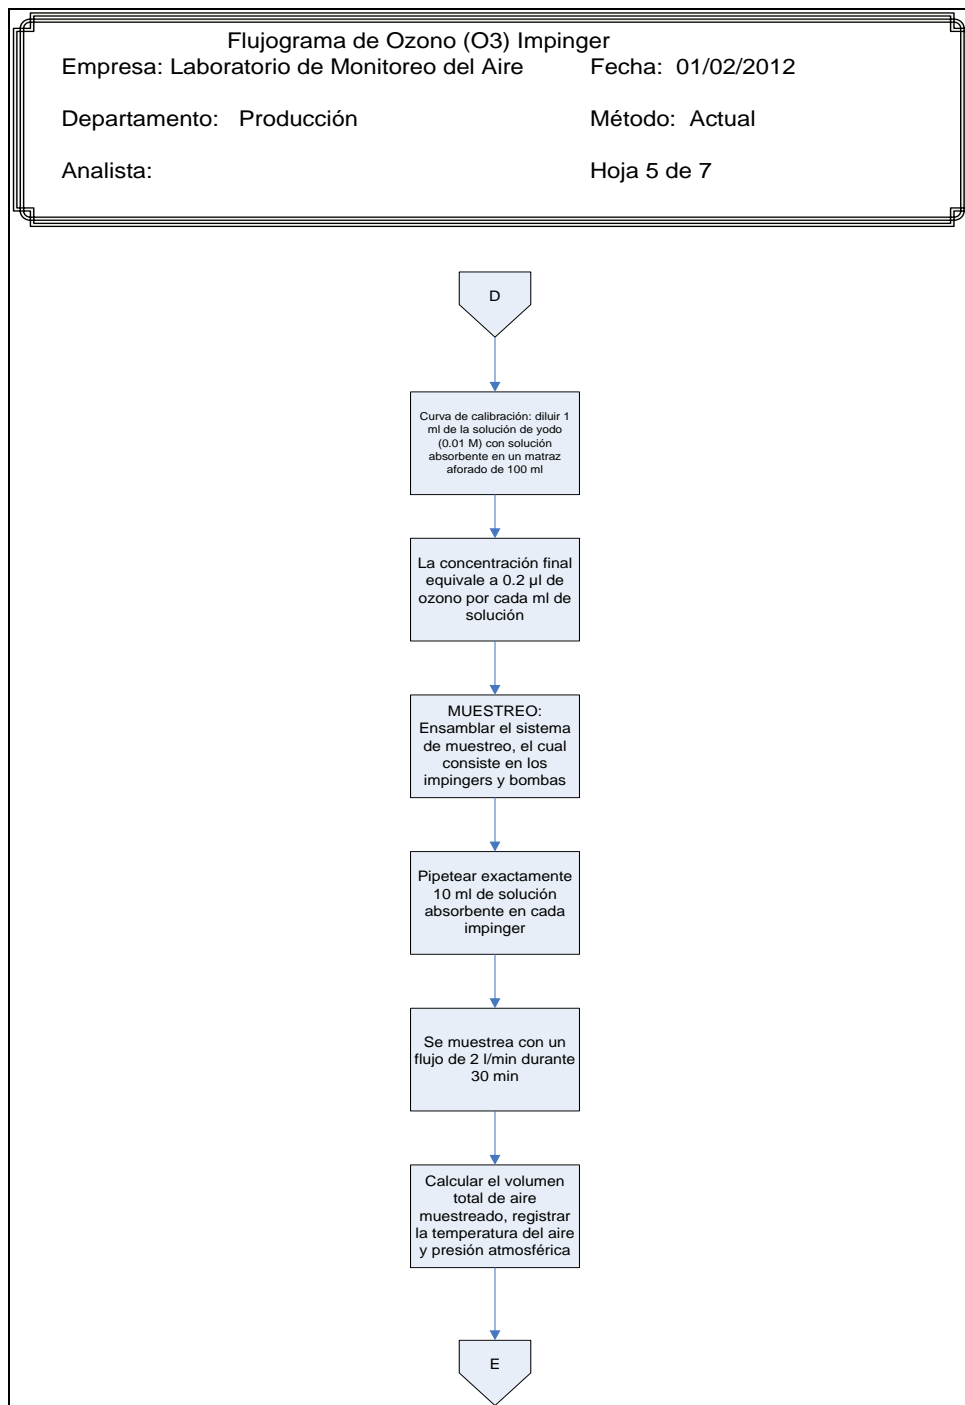 Flujograma de Ozono (O3) Impinger
Empresa: Laboratorio de Monitoreo del Aire Fecha: 01/02/2012
Departamento: Producción Método: Actual
Analista: Hoja 5 de 7
D
Curva de calibración: diluir 1
ml de la solución de yodo
(0.01 M) con solución
absorbente en un matraz
aforado de 100 ml
La concentración final
equivale a 0.2 µl de
ozono por cada ml de
solución
MUESTREO:
Ensamblar el sistema
de muestreo, el cual
consiste en los
impingers y bombas
Pipetear exactamente
10 ml de solución
absorbente en cada
impinger
Se muestrea con un
flujo de 2 l/min durante
30 min
Calcular el volumen
total de aire
muestreado, registrar
la temperatura del aire
y presión atmosférica
E